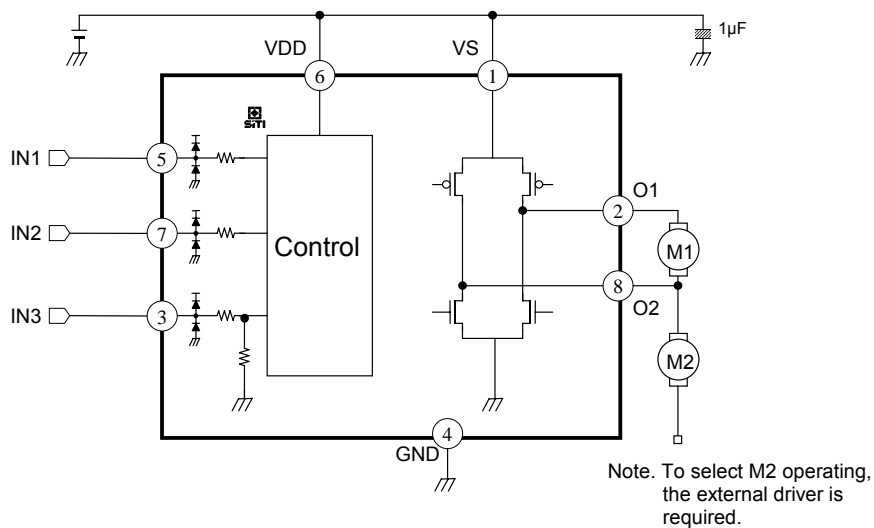 1µF
VDD
VS
6
1
SiTI
IN1
5
O1
2
IN2
7
Control
M1
8
O2
IN3
3
M2
4
GND
Note. To select M2 operating,
the external driver is
required.